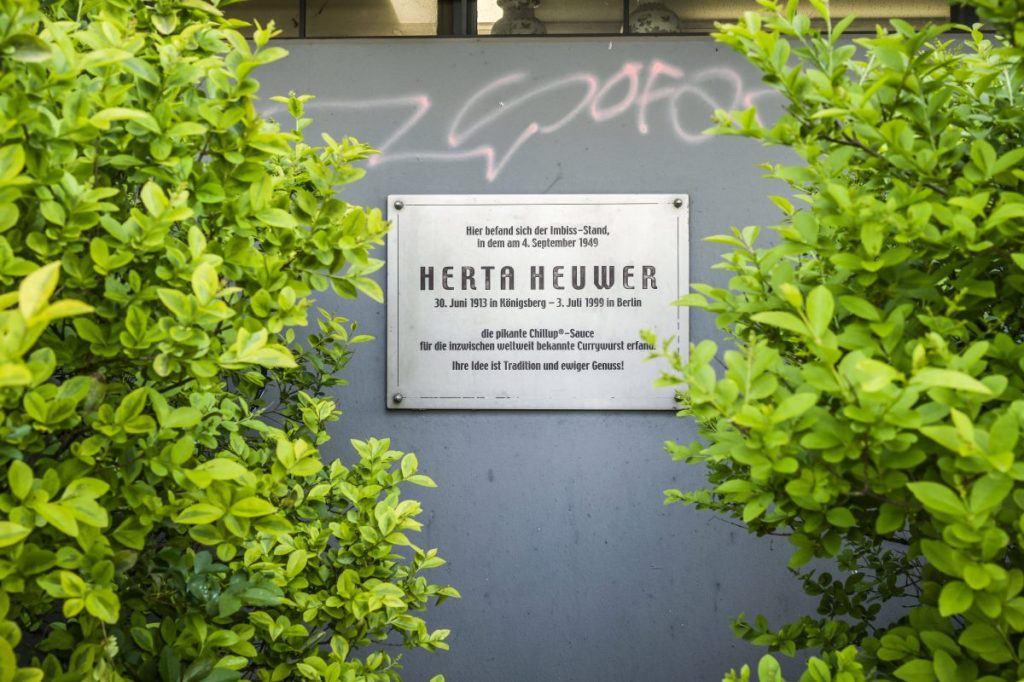 Hier befand sich der Imbiss-Stand,
in dem am 4. September 1949
HERTA HEUWER
30. Juni 1913 in Königsberg – 3. Juli 1999 in Berlin
die pikante Chillup®-Sauce
für die inzwischen weltweit bekannte Currywurst erfand.
Ihre Idee ist Tradition und ewiger Genuss!